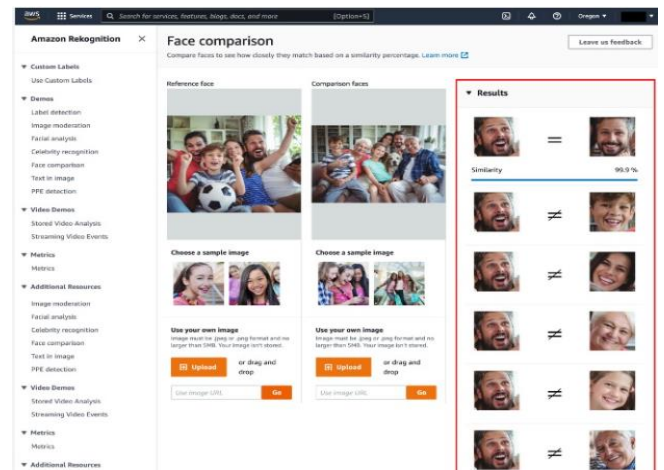 aws
Services
Search for services, features, blogs, docs, and more
[Option+S]
Oregon
Amazon Rekognition
Custom Labels
Use Custom Labels
Demos
Label detection
Image moderation
Facial analysis
Celebrity recognition
Face comparison
Text in image
PPE detection
Video Demos
Stored Video Analysis
Streaming Video Events
Metrics
Metrics
Additional Resources
Image moderation
Facial analysis
Celebrity recognition
Face comparison
Text in image
PPE detection
Video Demos
Stored Video Analysis
Streaming Video Events
Metrics
Metrics
Additional Resources
Face comparison
Compare faces to see how closely they match based on a similarity percentage. Learn more
Leave us feedback
Reference face
Choose a sample image
Use your own image
Image must be .jpeg or .png format and no
larger than 5MB. Your image isn't stored.
Upload
or drag and
drop
Use image URL
Go
Comparison faces
Choose a sample image
Use your own image
Image must be .jpeg or .png format and no
larger than 5MB. Your image isn't stored.
Upload
or drag and
drop
Use image URL
Go
Results
=
Similarity 99.9 %
≠
≠
≠
≠
≠